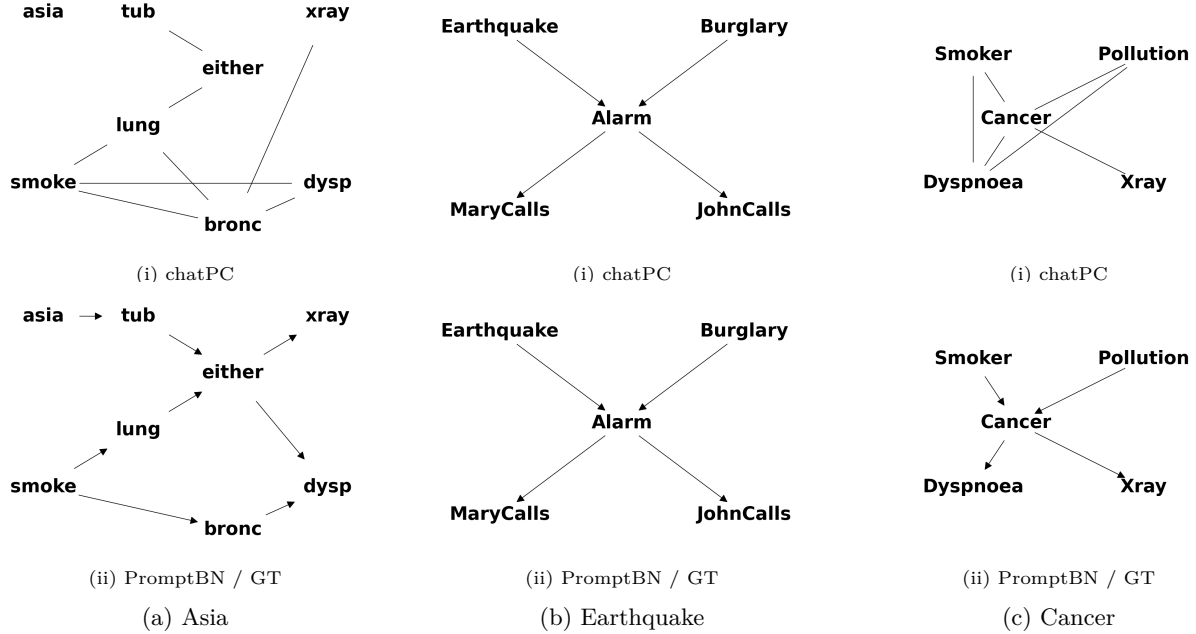 asia tub xray
either
lung
smoke dysp
bronc
(i) chatPC
Earthquake Burglary
Alarm
MaryCalls JohnCalls
(i) chatPC
Smoker Pollution
Cancer
Dyspnoea Xray
(i) chatPC
asia tub xray
either
lung
smoke dysp
bronc
(ii) PromptBN / GT
(a) Asia
Earthquake Burglary
Alarm
MaryCalls JohnCalls
(ii) PromptBN / GT
(b) Earthquake
Smoker Pollution
Cancer
Dyspnoea Xray
(ii) PromptBN / GT
(c) Cancer